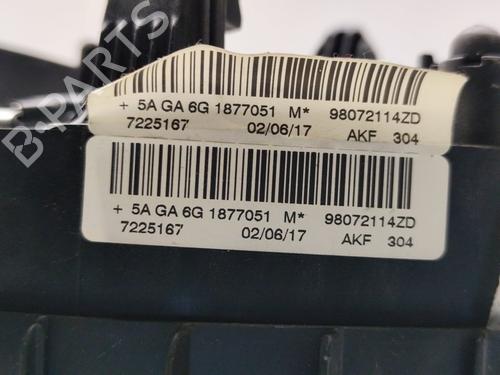 + 5A GA 6G 1877051 M* 98072114ZD
7225167 02/06/17 AKF 304
+ 5A GA 6G 1877051 M* 98072114ZD
7225167 02/06/17 AKF 304
B-PARTS